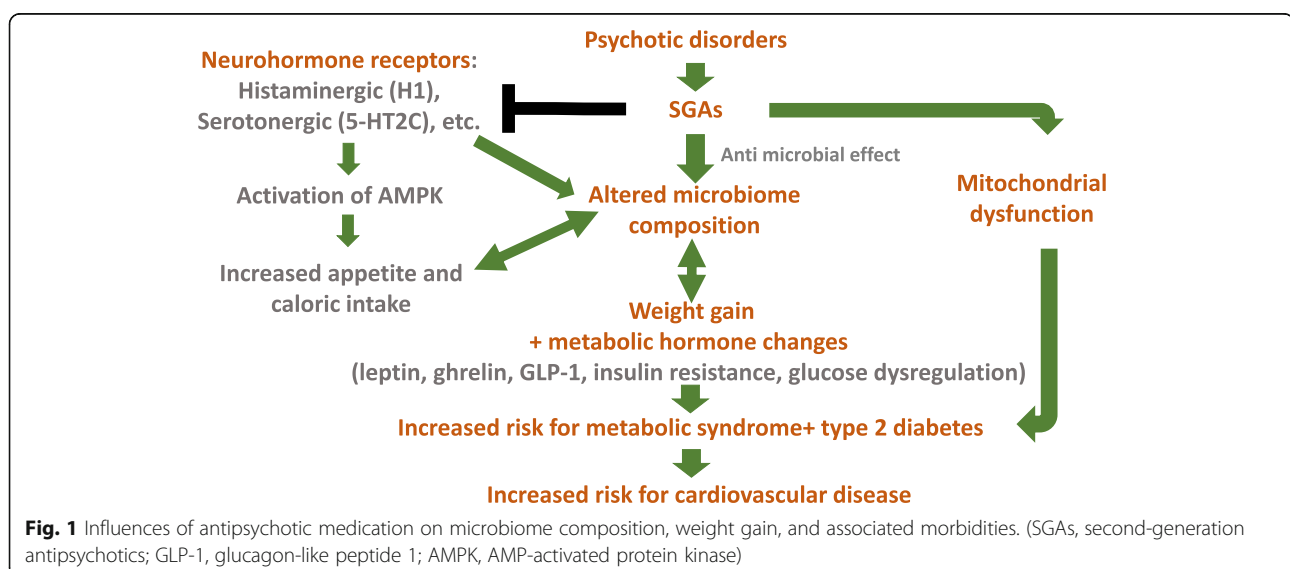 Psychotic disorders
Neurohormone receptors:
Histaminergic (H1),
Serotonergic (5-HT2C), etc.
SGAs
Anti microbial effect
Activation of AMPK
Altered microbiome
composition
Mitochondrial
dysfunction
Increased appetite and
caloric intake
Weight gain
+ metabolic hormone changes
(leptin, ghrelin, GLP-1, insulin resistance, glucose dysregulation)
Increased risk for metabolic syndrome+ type 2 diabetes
Increased risk for cardiovascular disease
Fig. 1 Influences of antipsychotic medication on microbiome composition, weight gain, and associated morbidities. (SGAs, second-generation
antipsychotics; GLP-1, glucagon-like peptide 1; AMPK, AMP-activated protein kinase)